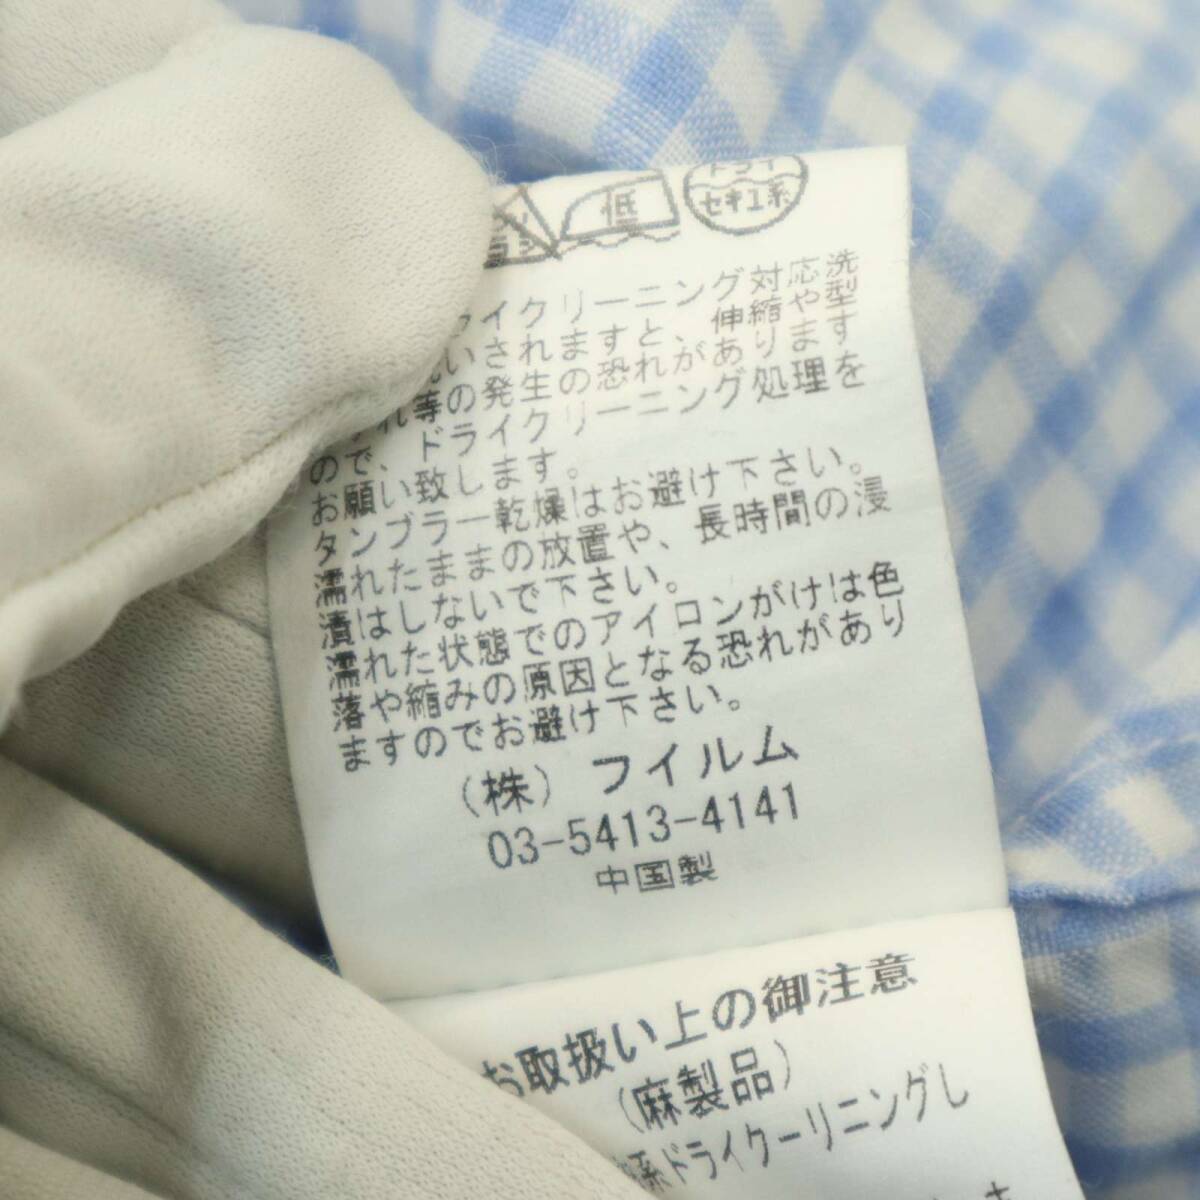 低
ドライ
セキユ系
イクリーニング対応
洗いされますと、伸縮や型
れ等の発生の恐れがあります
ので、ドライクリーニング処理を
お願い致します。
タンブラー乾燥はお避け下さい。
濡れたままの放置や、長時間の浸
漬はしないで下さい。
濡れた状態でのアイロンがけは色
落や縮みの原因となる恐れがあり
ますのでお避け下さい。
(株) フイルム
03-5413-4141
中国製
お取扱い上の御注意
(麻製品)
系ドライクーリニングし